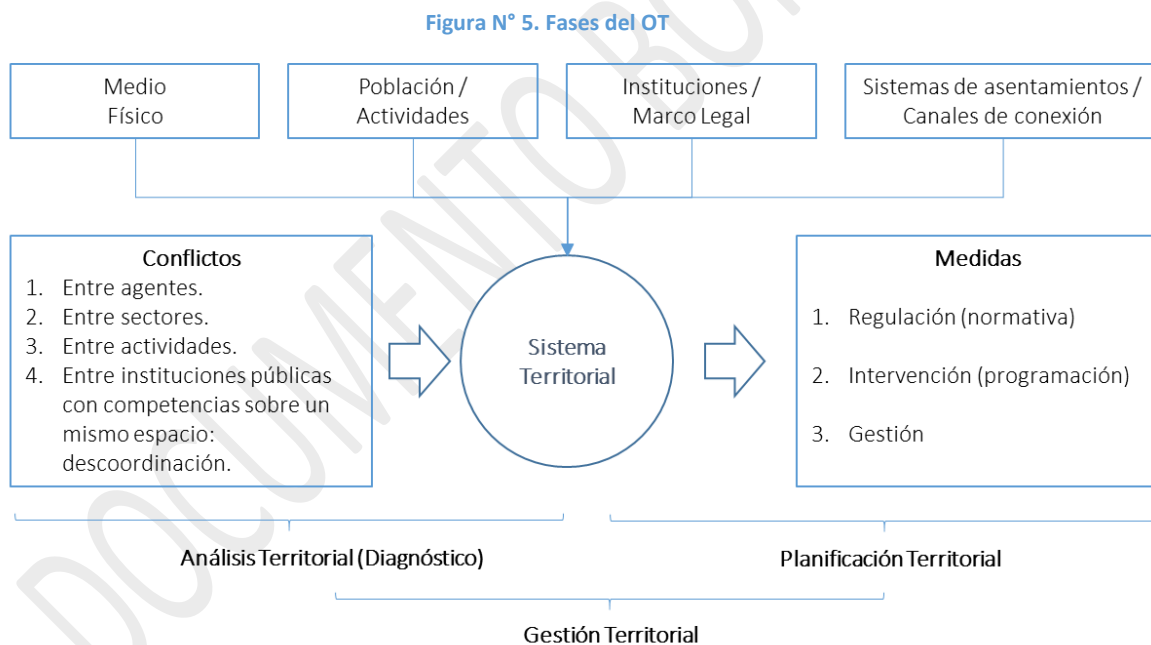 Figura N° 5. Fases del OT
Medio
Físico
Población /
Actividades
Instituciones /
Marco Legal
Sistemas de asentamientos /
Canales de conexión
Conflictos
1. Entre agentes.
2. Entre sectores.
3. Entre actividades.
4. Entre instituciones públicas
con competencias sobre un
mismo espacio:
descoordinación.
Sistema
Territorial
Medidas
1. Regulación (normativa)
2. Intervención (programación)
3. Gestión
Análisis Territorial (Diagnóstico)
Planificación Territorial
Gestión Territorial
DOCUMENTO